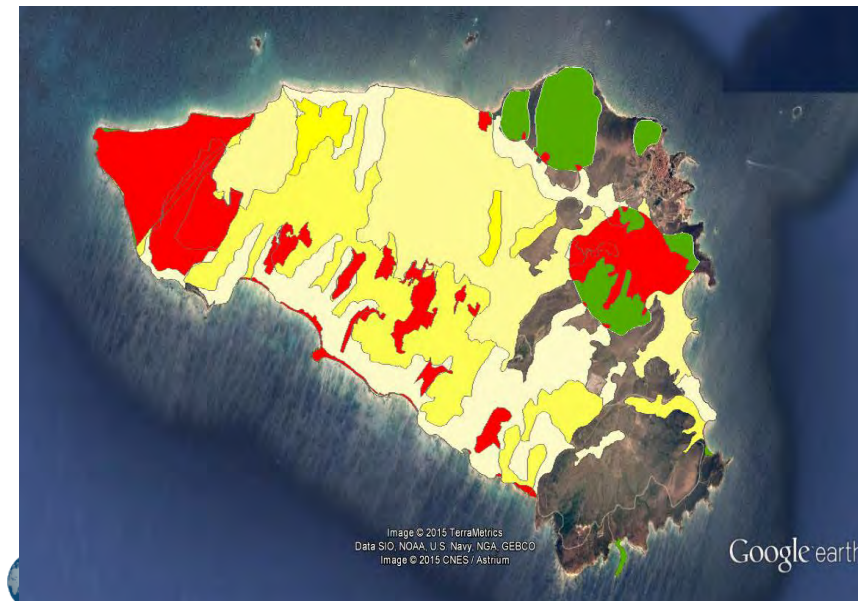 Image © 2015 TerraMetrics
Data SIO, NOAA, U.S. Navy, NGA, GEBCO
Image © 2015 CNES / Astrium
Google earth